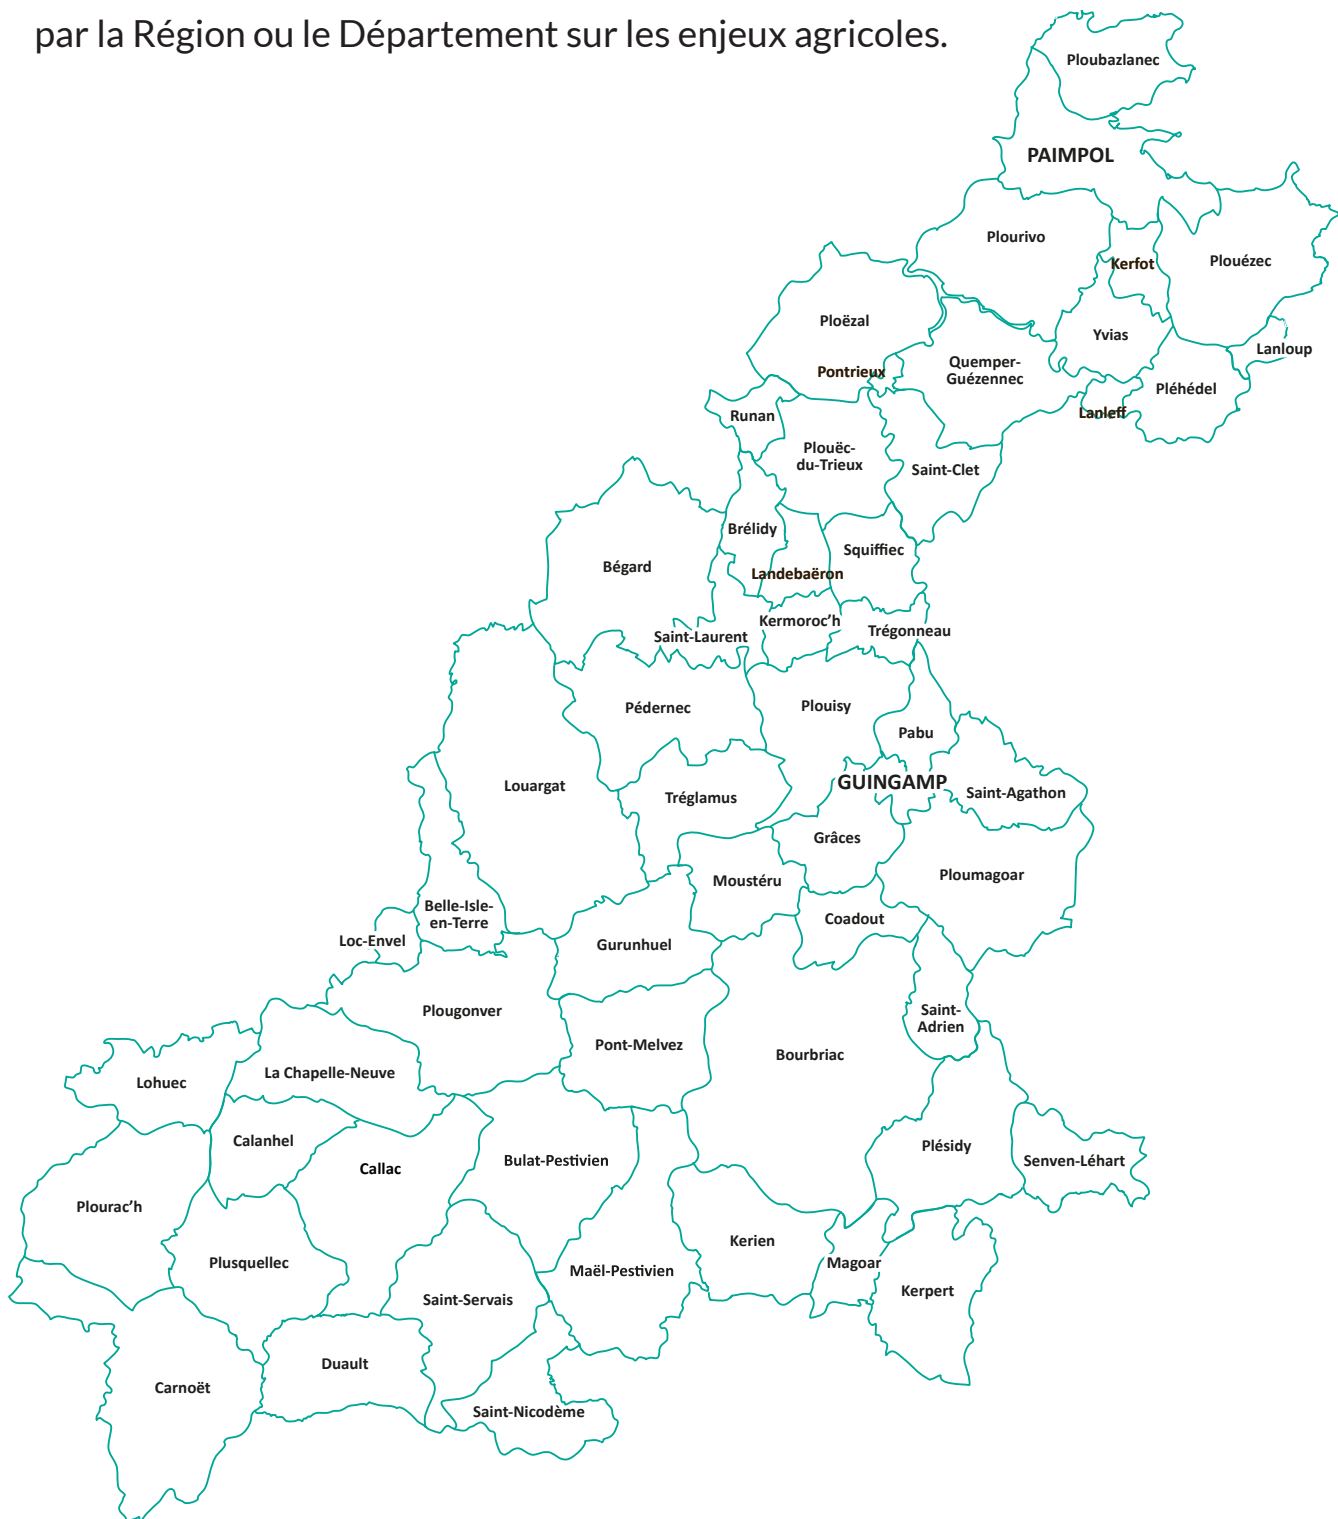 par la Région ou le Département sur les enjeux agricoles.
Ploubazlanec
PAIMPOL
Plourivo
Kerfot
Plouézec
Ploëzal
Yvias
Lanloup
Quemper-
Guézennec
Pontrieux
Pléhédel
Lanleff
Runan
Plouëc-
du-Trieux
Saint-Clet
Brélidy
Squiffiec
Bégard
Landebaëron
Kermoroc’h
Trégonneau
Saint-Laurent
Pédernec
Plouisy
Pabu
GUINGAMP
Louargat
Tréglamus
Saint-Agathon
Grâces
Moustéru
Ploumagoar
Belle-Isle-
en-Terre
Coadout
Loc-Envel
Gurunhuel
Plougonver
Saint-
Adrien
Pont-Melvez
Bourbriac
La Chapelle-Neuve
Lohuec
Calanhel
Callac
Bulat-Pestivien
Plésidy
Senven-Léhart
Plourac’h
Kerien
Plusquellec
Maël-Pestivien
Magoar
Kerpert
Saint-Servais
Duault
Carnoët
Saint-Nicodème